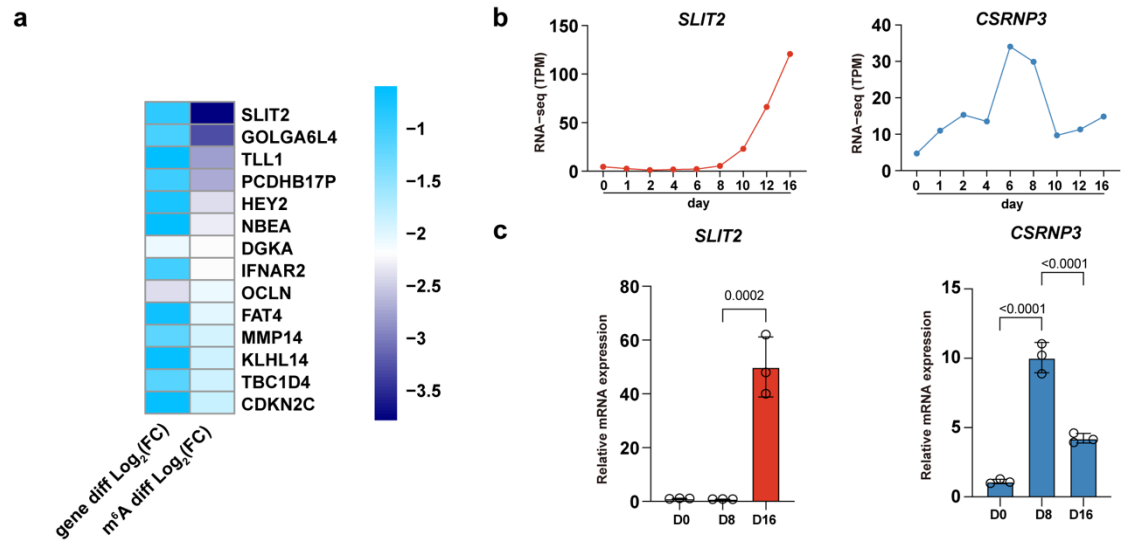 a
SLIT2
GOLGA6L4
TLL1
PCDHB17P
HEY2
NBEA
DGKA
IFNAR2
OCLN
FAT4
MMP14
KLHL14
TBC1D4
CDKN2C
gene diff Log₂(FC)
m⁶A diff Log₂(FC)
−1
−1.5
−2
−2.5
−3
−3.5
b
SLIT2
RNA−seq (TPM)
150
100
50
0
0 1 2 4 6 8 10 12 16
day
CSRNP3
RNA−seq (TPM)
40
30
20
10
0
0 1 2 4 6 8 10 12 16
day
c
SLIT2
Relative mRNA expression
80
60
40
20
0
0.0002
D0 D8 D16
CSRNP3
Relative mRNA expression
15
10
5
0
<0.0001
<0.0001
D0 D8 D16